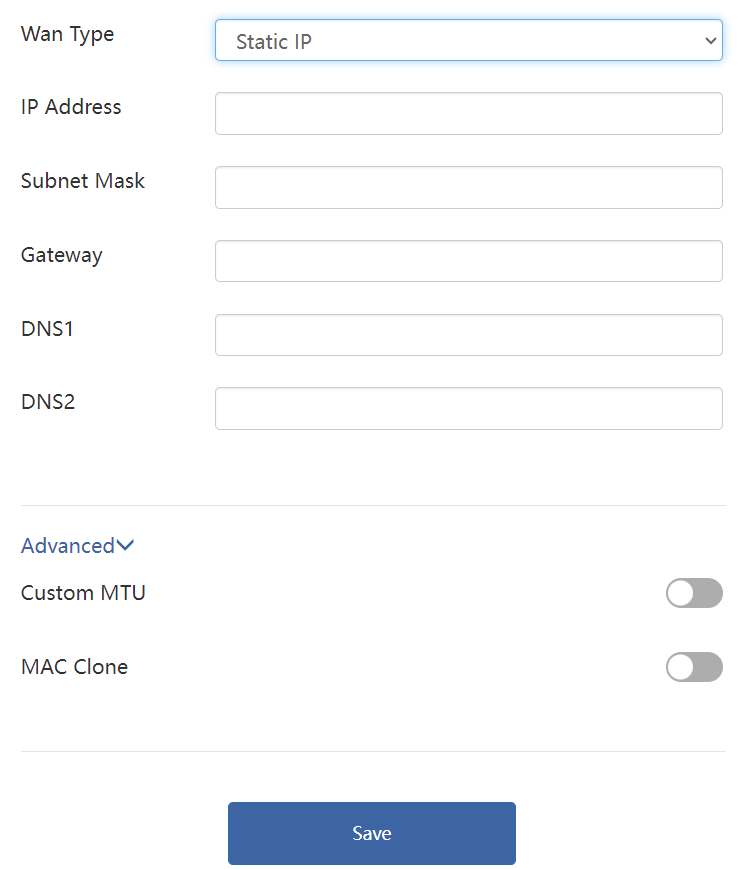 Wan Type
Static IP
IP Address
Subnet Mask
Gateway
DNS1
DNS2
Advanced
Custom MTU
MAC Clone
Save